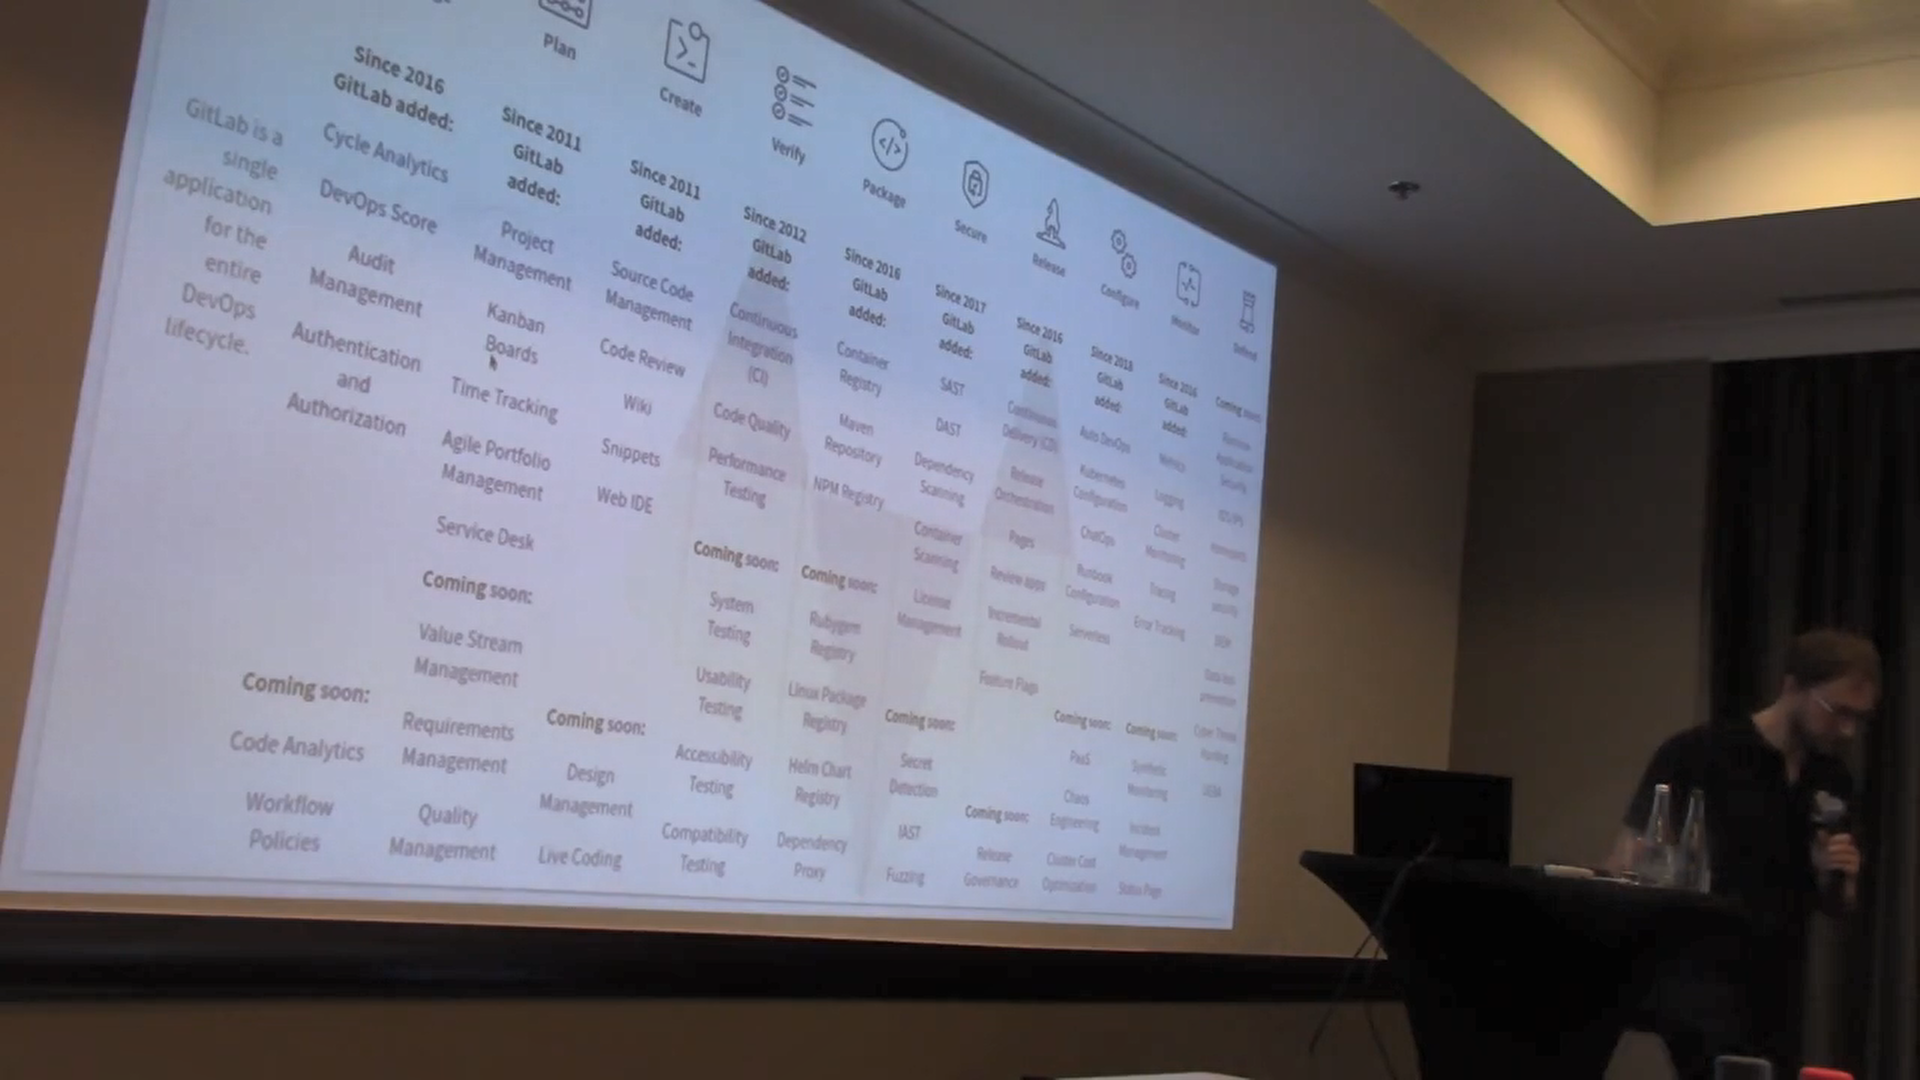 GitLab is a
single
application
for the
entire
DevOps
lifecycle.
Since 2016
GitLab added:
Cycle Analytics
DevOps Score
Audit
Management
Authentication
and
Authorization
Coming soon:
Code Analytics
Workflow
Policies
Plan
Since 2011
GitLab
added:
Project
Management
Kanban
Boards
Time Tracking
Agile Portfolio
Management
Service Desk
Coming soon:
Value Stream
Management
Requirements
Management
Quality
Management
Create
Since 2011
GitLab
added:
Source Code
Management
Code Review
Wiki
Snippets
Web IDE
Coming soon:
Design
Management
Live Coding
Verify
Since 2012
GitLab
added:
Continuous
Integration
(CI)
Code Quality
Performance
Testing
Coming soon:
System
Testing
Usability
Testing
Accessibility
Testing
Compatibility
Testing
Package
Since 2016
GitLab
added:
Container
Registry
Maven
Repository
NPM Registry
Coming soon:
Rubygem
Registry
Linux Package
Registry
Helm Chart
Registry
Dependency
Proxy
Secure
Since 2017
GitLab
added:
SAST
DAST
Dependency
Scanning
Container
Scanning
License
Management
Coming soon:
Secret
Detection
IAST
Fuzzing
Release
Since 2016
GitLab
added:
Continuous
Delivery (CD)
Release
Orchestration
Pages
Review apps
Incremental
Rollout
Feature Flags
Coming soon:
Release
Governance
Configure
Since 2018
GitLab
added:
Auto DevOps
Kubernetes
Configuration
ChatOps
Runbook
Configuration
Serverless
Coming soon:
PaaS
Chaos
Engineering
Cluster Cost
Optimization
Monitor
Since 2016
GitLab
added:
Metrics
Logging
Cluster
Monitoring
Tracing
Error Tracking
Coming soon:
Synthetic
Monitoring
Incident
Management
Status Page
Defend
Coming soon:
Runtime
Application
Security
Storage
Security